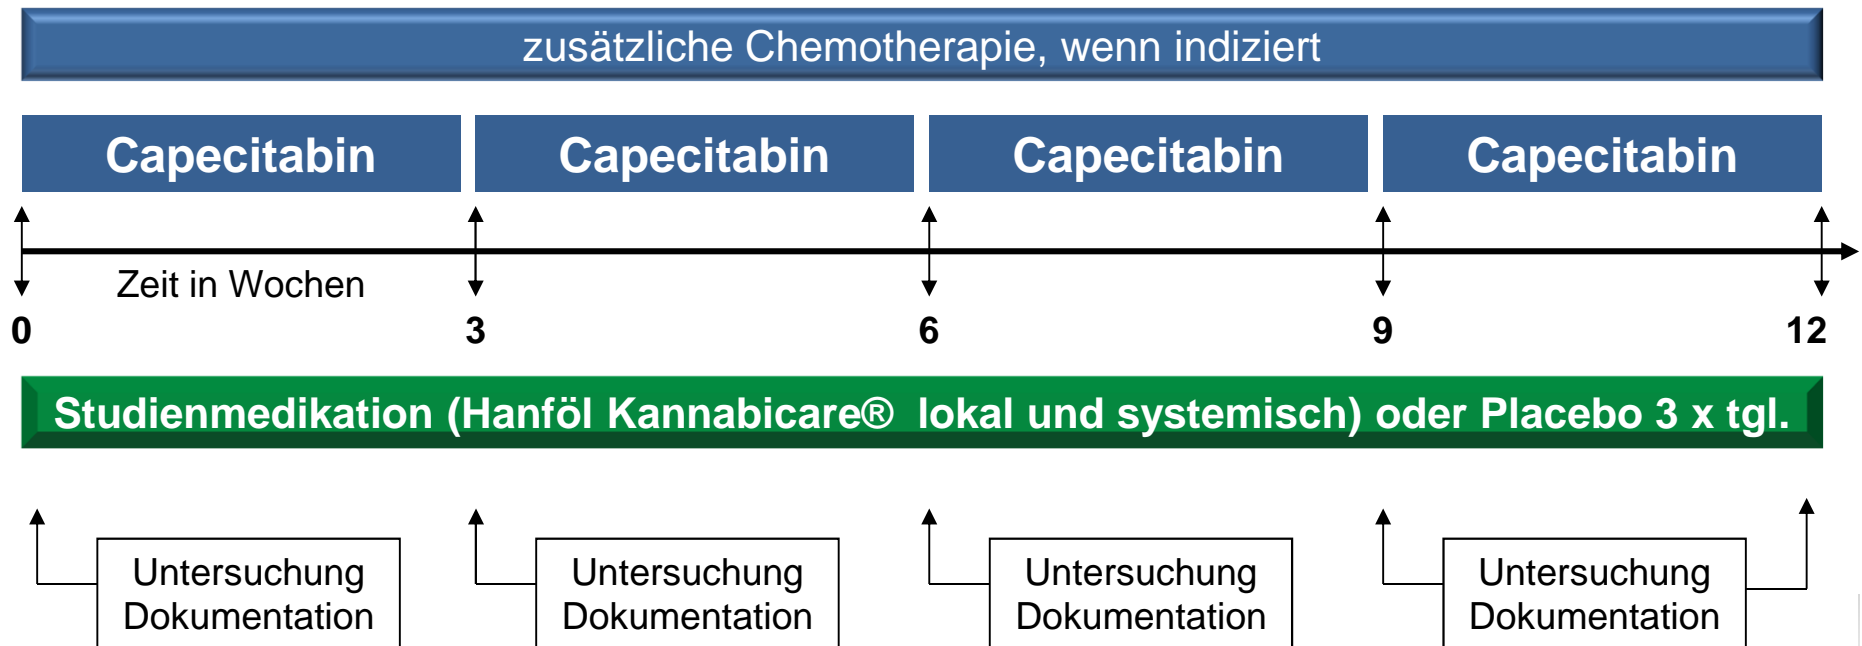 zusätzliche Chemotherapie, wenn indiziert
Capecitabin Capecitabin Capecitabin Capecitabin
Zeit in Wochen
0 3 6 9 12
Studienmedikation (Hanföl Kannabicare® lokal und systemisch) oder Placebo 3 x tgl.
Untersuchung Untersuchung Untersuchung Untersuchung
Dokumentation Dokumentation Dokumentation Dokumentation